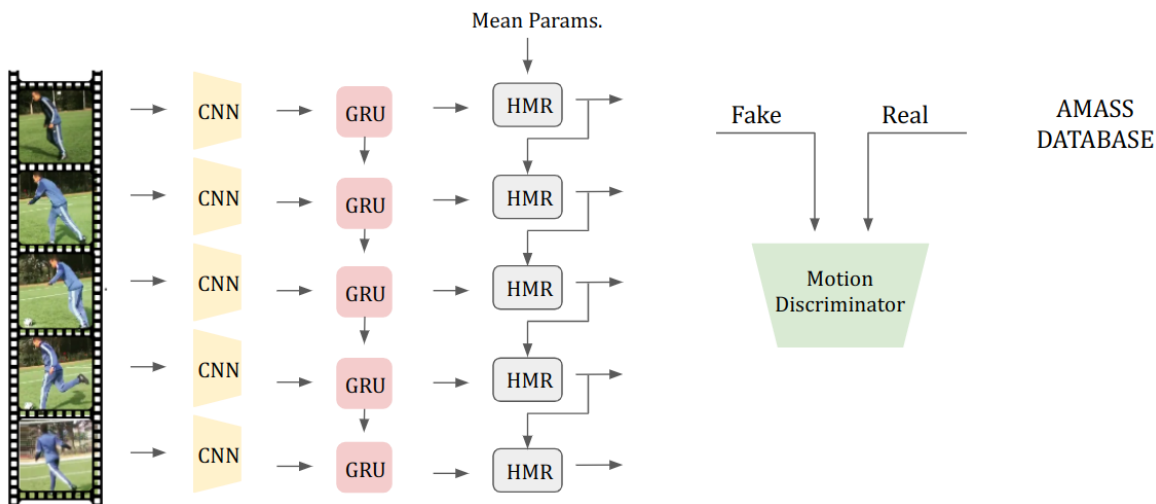 Mean Params.
CNN
GRU
HMR
Fake
Real
AMASS
DATABASE
CNN
GRU
HMR
CNN
GRU
HMR
Motion
Discriminator
CNN
GRU
HMR
CNN
GRU
HMR